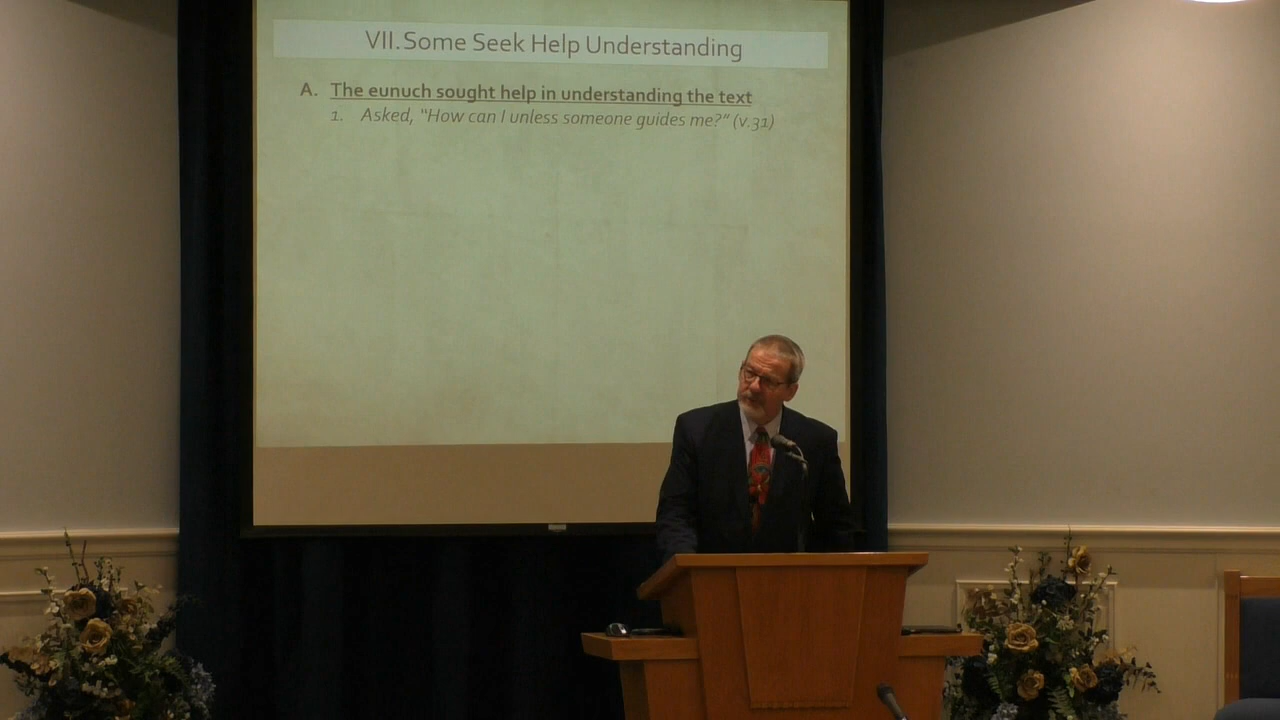 VII. Some Seek Help Understanding
A. The eunuch sought help in understanding the text
1. Asked, “How can I unless someone guides me?” (v.31)